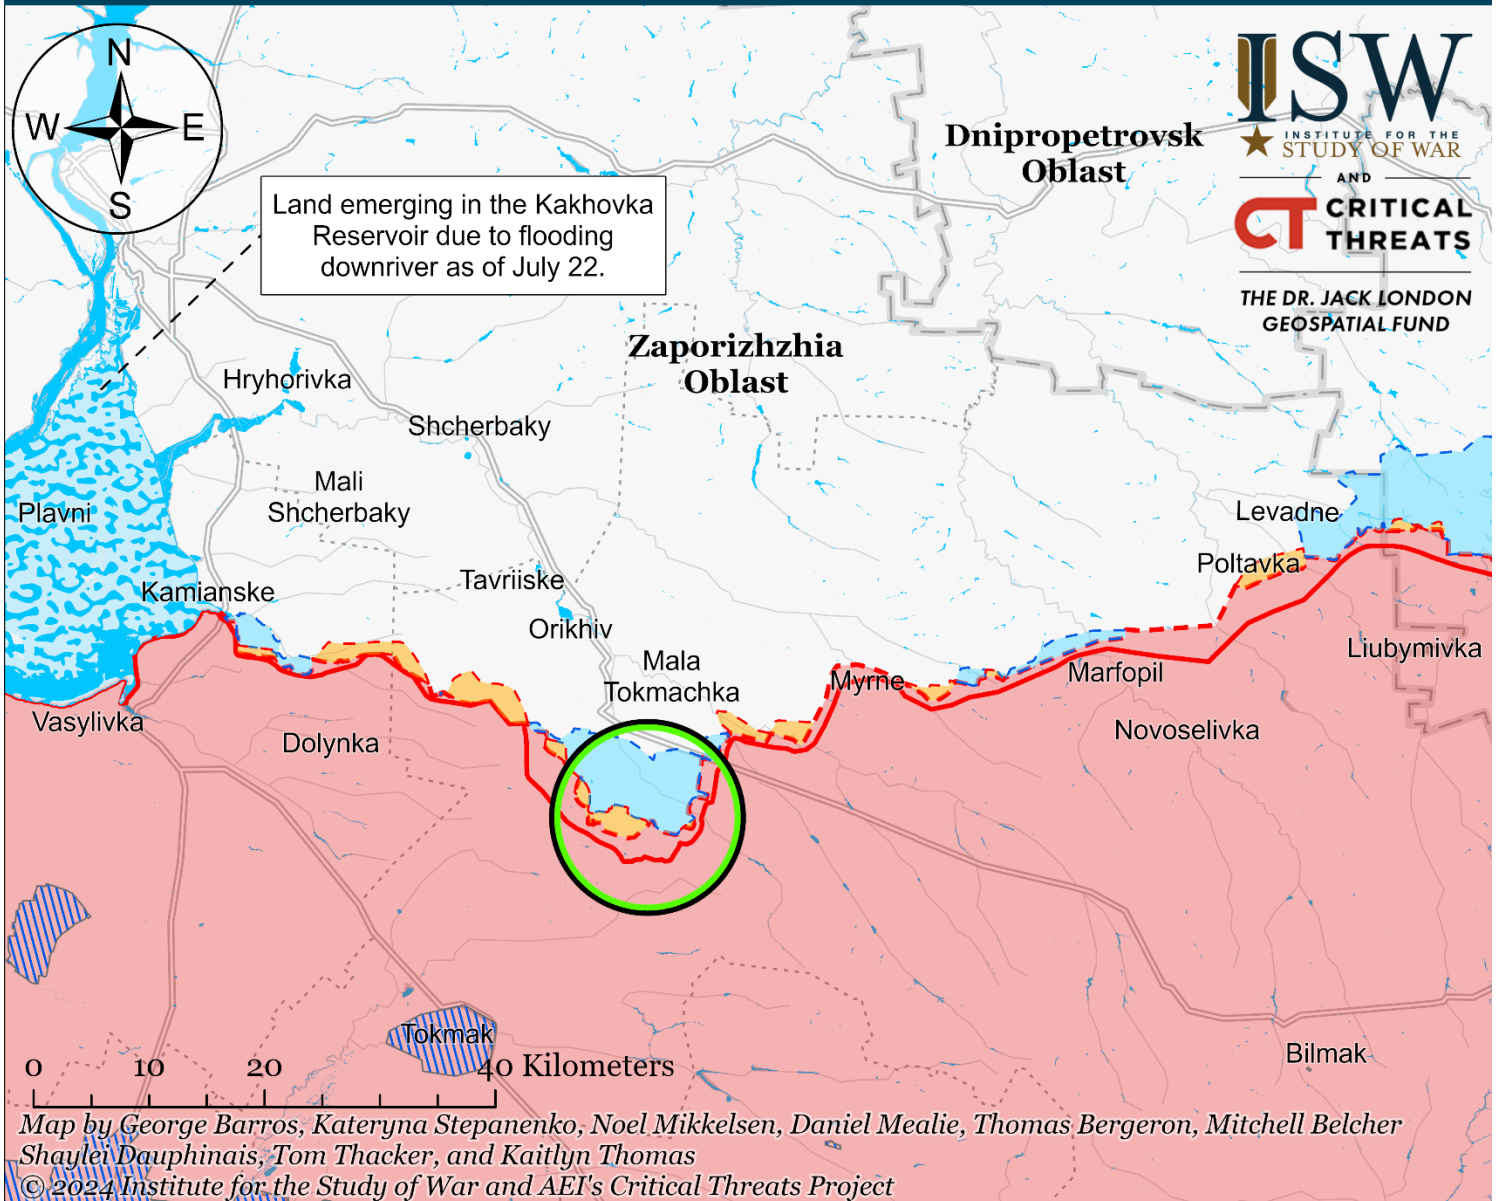 N
W E
S
ISW
INSTITUTE FOR THE
STUDY OF WAR
AND
CT CRITICAL
THREATS
THE DR. JACK LONDON
GEOSPATIAL FUND
Dnipropetrovsk
Oblast
Land emerging in the Kakhovka
Reservoir due to flooding
downriver as of July 22.
Zaporizhzhia
Oblast
Hryhorivka
Shcherbaky
Mali
Shcherbaky
Plavni
Levadne
Poltavka
Kamianske
Tavriiske
Orikhiv
Mala
Tokmachka
Myrne
Marfopil
Liubymivka
Vasylivka
Dolynka
Novoselivka
Tokmak
Bilmak
0 10 20 40 Kilometers
Map by George Barros, Kateryna Stepanenko, Noel Mikkelsen, Daniel Mealie, Thomas Bergeron, Mitchell Belcher
Shaylei Dauphinais, Tom Thacker, and Kaitlyn Thomas
© 2024 Institute for the Study of War and AEI's Critical Threats Project